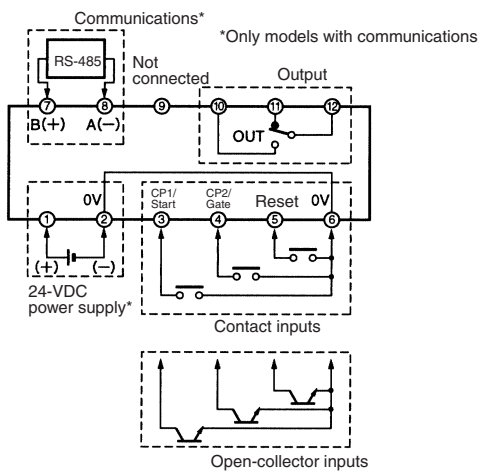 Communications*
*Only models with communications
RS-485
Not
connected
Output
7
8
9
10
11
12
B(+)
A(−)
OUT
0V
CP1/
Start
CP2/
Gate
Reset
0V
1
2
3
4
5
6
(+)
(−)
24-VDC
power supply*
Contact inputs
Open-collector inputs